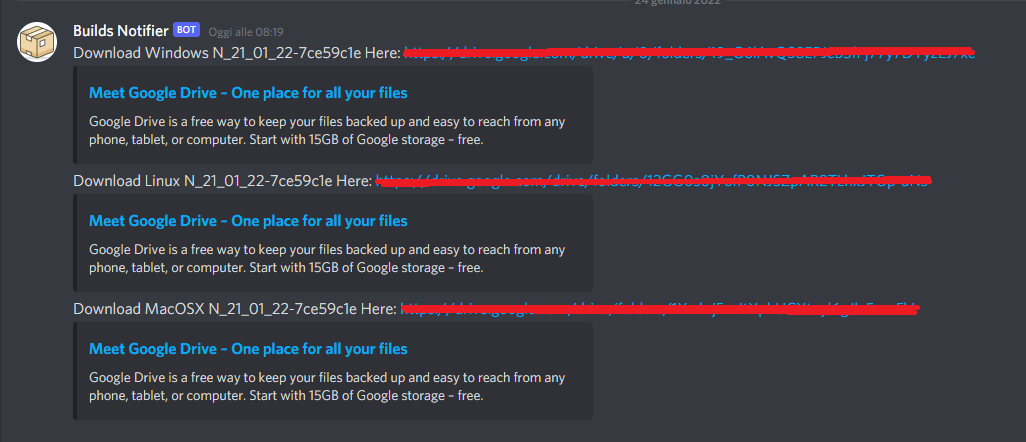 24 gennaio 2022
Builds Notifier BOT Oggi alle 08:19
Download Windows N_21_01_22-7ce59c1e Here:
Meet Google Drive – One place for all your files
Google Drive is a free way to keep your files backed up and easy to reach from any
phone, tablet, or computer. Start with 15GB of Google storage – free.
Download Linux N_21_01_22-7ce59c1e Here:
Meet Google Drive – One place for all your files
Google Drive is a free way to keep your files backed up and easy to reach from any
phone, tablet, or computer. Start with 15GB of Google storage – free.
Download MacOSX N_21_01_22-7ce59c1e Here:
Meet Google Drive – One place for all your files
Google Drive is a free way to keep your files backed up and easy to reach from any
phone, tablet, or computer. Start with 15GB of Google storage – free.